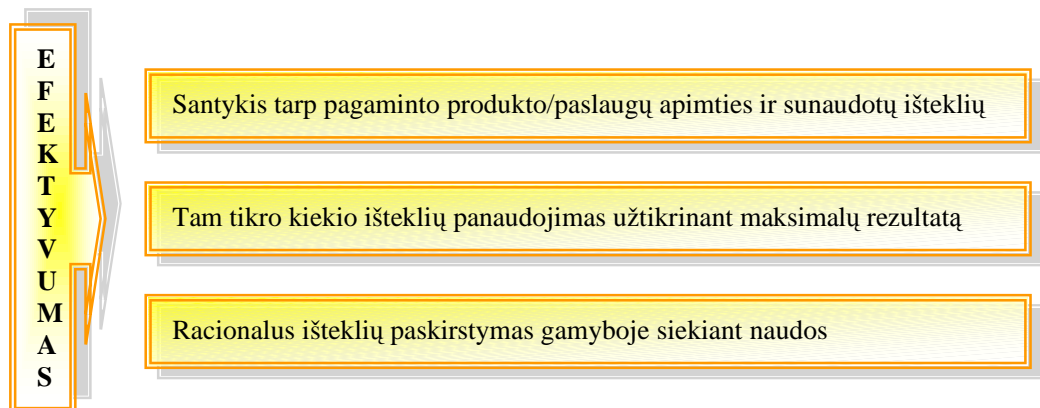 EFEKTYVUMAS
Santykis tarp pagaminto produkto/paslaugų apimties ir sunaudotų išteklių
Tam tikro kiekio išteklių panaudojimas užtikrinant maksimalų rezultatą
Racionalus išteklių paskirstymas gamyboje siekiant naudos